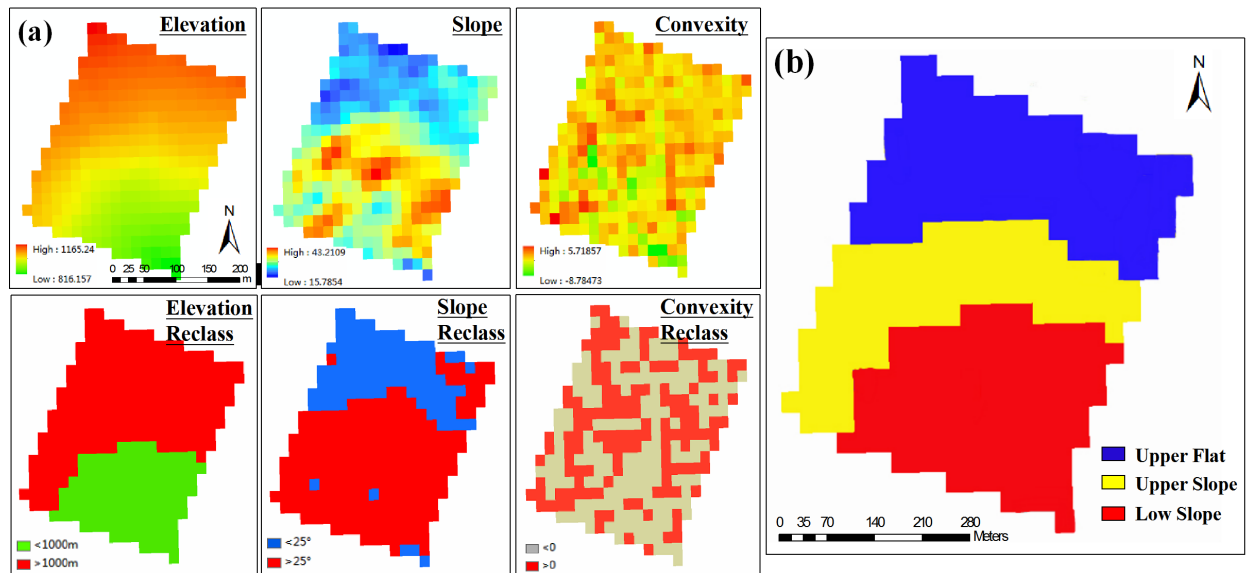 (a)
Elevation
N
High : 1165.24
Low : 816.157
0 25 50 100 150 200
m
Slope
High : 43.2109
Low : 15.7854
Convexity
High : 5.71857
Low : -8.78473
Elevation
Reclass
<1000m
>1000m
Slope
Reclass
<25°
>25°
Convexity
Reclass
<0
>0
(b)
N
Upper Flat
Upper Slope
Low Slope
0 35 70 140 210 280
Meters